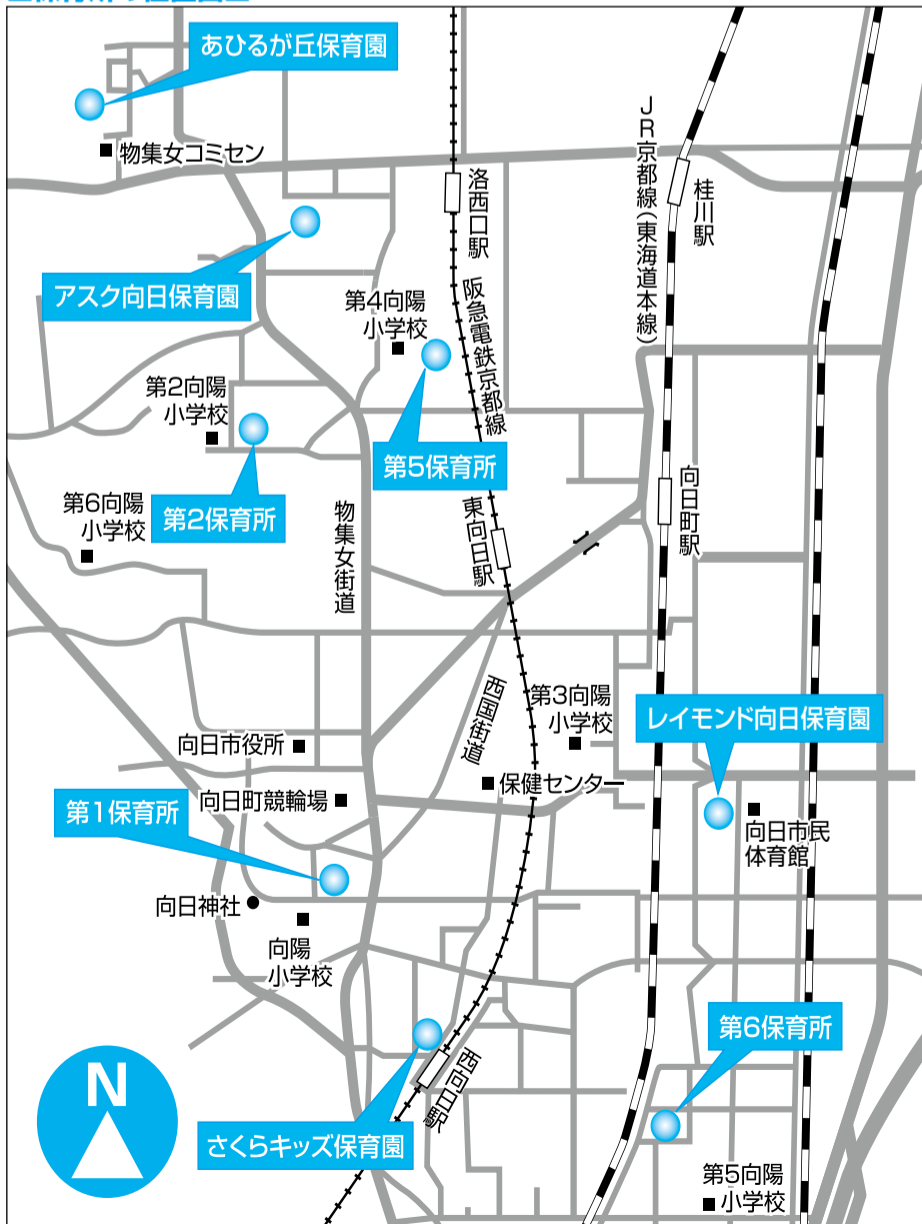 あひるが丘保育園
物集女コミセン
JR京都線(東海道本線)
洛西口駅
桂川駅
アスク向日保育園
阪急電鉄京都線
第4向陽
小学校
第2向陽
小学校
第5保育所
第2保育所
第6向陽
小学校
物集女街道
東向日駅
向日町駅
西国街道
第3向陽
小学校
レイモンド向日保育園
向日市役所
保健センター
向日町競輪場
第1保育所
向日市民
体育館
向日神社
向陽
小学校
第6保育所
N
西向日駅
さくらキッズ保育園
第5向陽
小学校